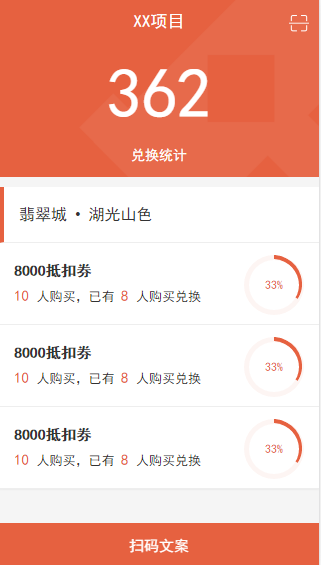 XX项目
362
兑换统计
翡翠城 • 湖光山色
8000抵扣券
10 人购买，已有 8 人购买兑换
33%
8000抵扣券
10 人购买，已有 8 人购买兑换
33%
8000抵扣券
10 人购买，已有 8 人购买兑换
33%
扫码文案